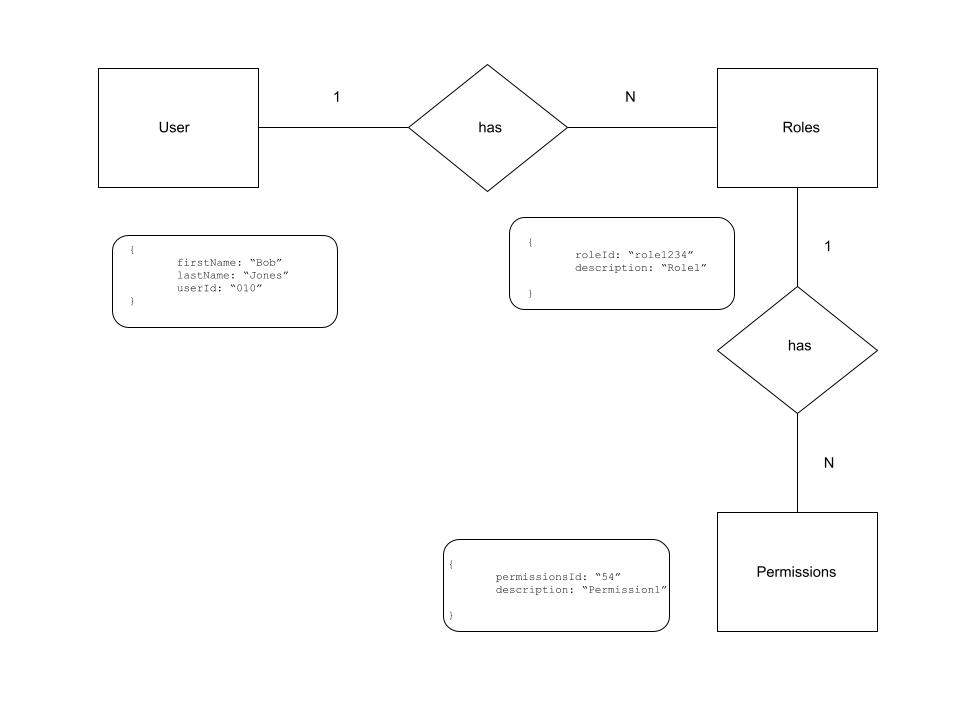 1
N
User
has
Roles
{
firstName: “Bob”
lastName: “Jones”
userId: “010”
}
{
roleId: “role1234”
description: “Role1”
}
1
has
N
{
permissionsId: “54”
description: “Permission1”
}
Permissions